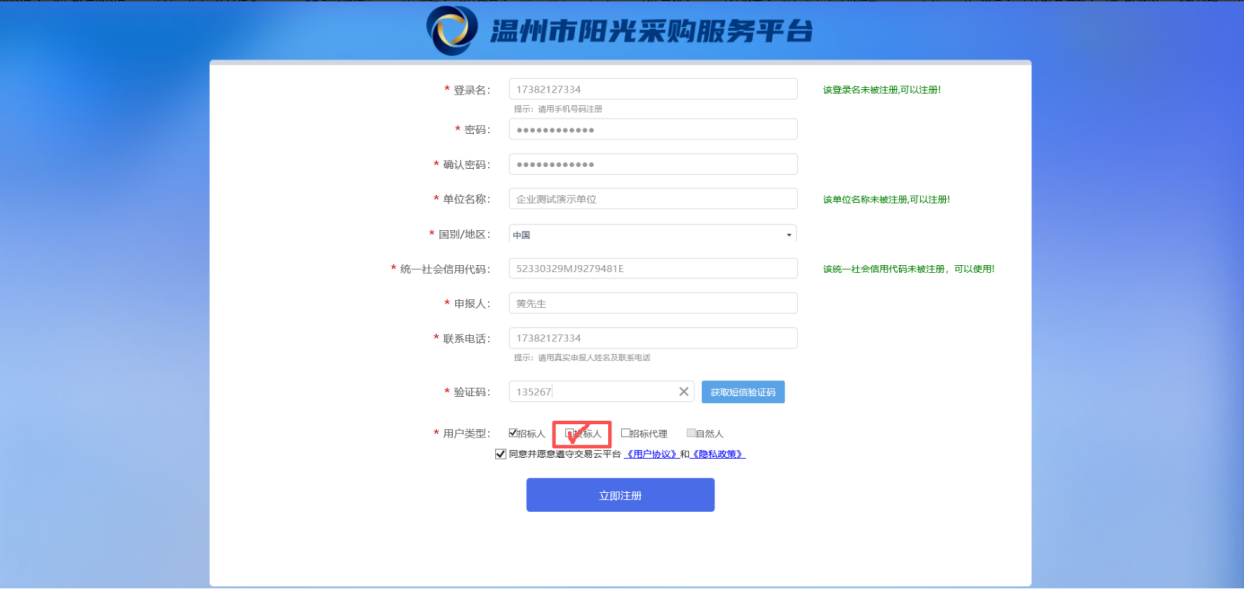 温州市阳光采购服务平台
* 登录名: 17382127334 该登录名未被注册,可以注册!
提示: 请用手机号码注册
* 密码: ●●●●●●●●●●●●
* 确认密码: ●●●●●●●●●●●●
* 单位名称: 企业测试演示单位 该单位名称未被注册,可以注册!
* 国别/地区: 中国
* 统一社会信用代码: 52330329MJ9279481E 该统一社会信用代码未被注册，可以使用!
* 申报人: 黄先生
* 联系电话: 17382127334
提示: 请用真实申报人姓名及联系电话
* 验证码: 135267 获取短信验证码
* 用户类型: 招标人 投标人 招标代理 自然人
同意并愿意遵守交易云平台《用户协议》和《隐私政策》
立即注册